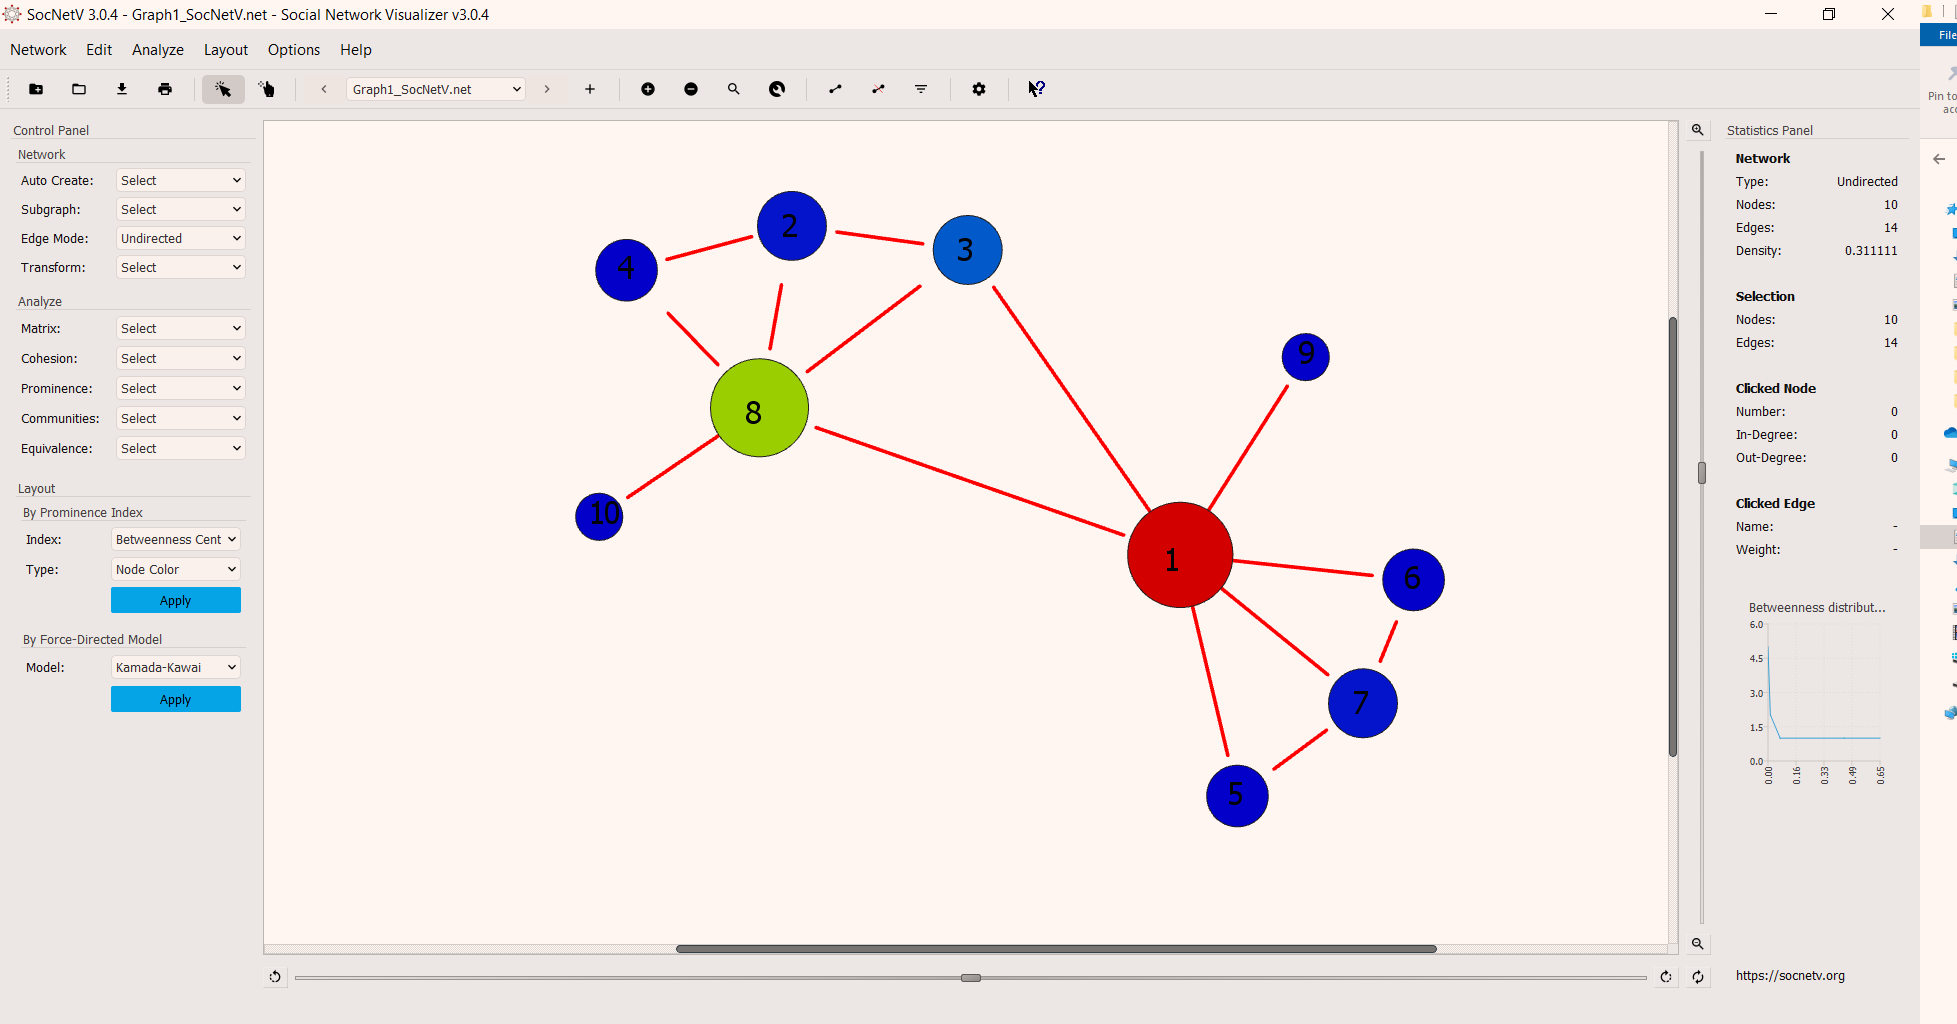 SocNetV 3.0.4 - Graph1_SocNetV.net - Social Network Visualizer v3.0.4
File
Network Edit Analyze Layout Options Help
Graph1_SocNetV.net
Pin to
Control Panel
Network
Auto Create: Select
Subgraph: Select
Edge Mode: Undirected
Transform: Select
Analyze
Matrix: Select
Cohesion: Select
Prominence: Select
Communities: Select
Equivalence: Select
Layout
By Prominence Index
Index: Betweenness Cent
Type: Node Color
Apply
By Force-Directed Model
Model: Kamada-Kawai
Apply
2
3
4
9
8
10
1
6
7
5
Statistics Panel
Network
Type: Undirected
Nodes: 10
Edges: 14
Density: 0.311111
Selection
Nodes: 10
Edges: 14
Clicked Node
Number: 0
In-Degree: 0
Out-Degree: 0
Clicked Edge
Name: -
Weight: -
Betweenness distribut...
6.0
4.5
3.0
1.5
0.0
0.00 0.16 0.33 0.49 0.65
https://socnetv.org